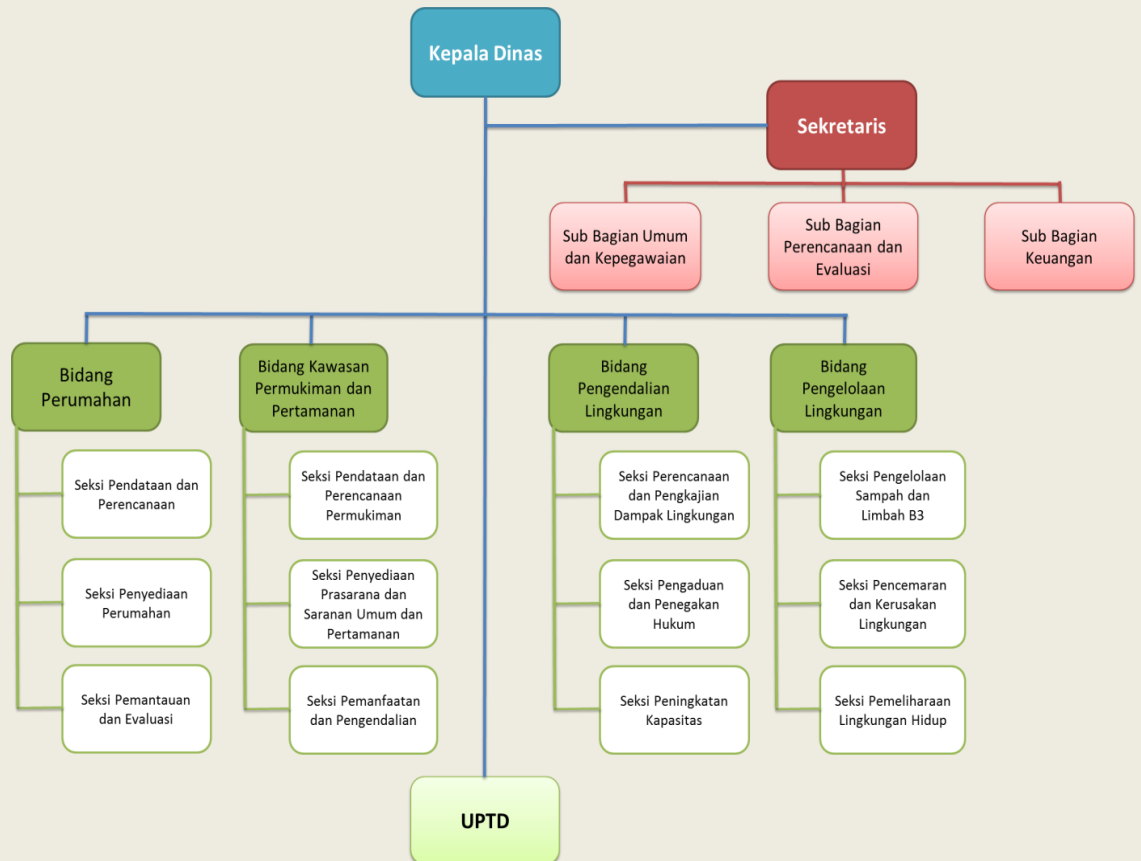 Kepala Dinas
Sekretaris
Sub Bagian Umum
dan Kepegawaian
Sub Bagian
Perencanaan dan
Evaluasi
Sub Bagian
Keuangan
Bidang
Perumahan
Bidang Kawasan
Permukiman dan
Pertamanan
Bidang
Pengendalian
Lingkungan
Bidang
Pengelolaan
Lingkungan
Seksi Pendataan dan
Perencanaan
Seksi Penyediaan
Perumahan
Seksi Pemantauan
dan Evaluasi
Seksi Pendataan dan
Perencanaan
Permukiman
Seksi Penyediaan
Prasarana dan
Saranan Umum dan
Pertamanan
Seksi Pemanfaatan
dan Pengendalian
Seksi Perencanaan
dan Pengkajian
Dampak Lingkungan
Seksi Pengaduan
dan Penegakan
Hukum
Seksi Peningkatan
Kapasitas
Seksi Pengelolaan
Sampah dan
Limbah B3
Seksi Pencemaran
dan Kerusakan
Lingkungan
Seksi Pemeliharaan
Lingkungan Hidup
UPTD